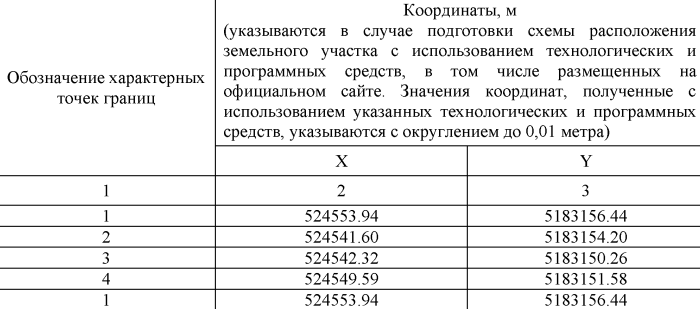 Обозначение характерных
точек границ
Координаты, м
(указываются в случае подготовки схемы расположения
земельного участка с использованием технологических и
программных средств, в том числе размещенных на
официальном сайте. Значения координат, полученные с
использованием указанных технологических и программных
средств, указываются с округлением до 0,01 метра)
X Y
1 2 3
1 524553.94 5183156.44
2 524541.60 5183154.20
3 524542.32 5183150.26
4 524549.59 5183151.58
1 524553.94 5183156.44